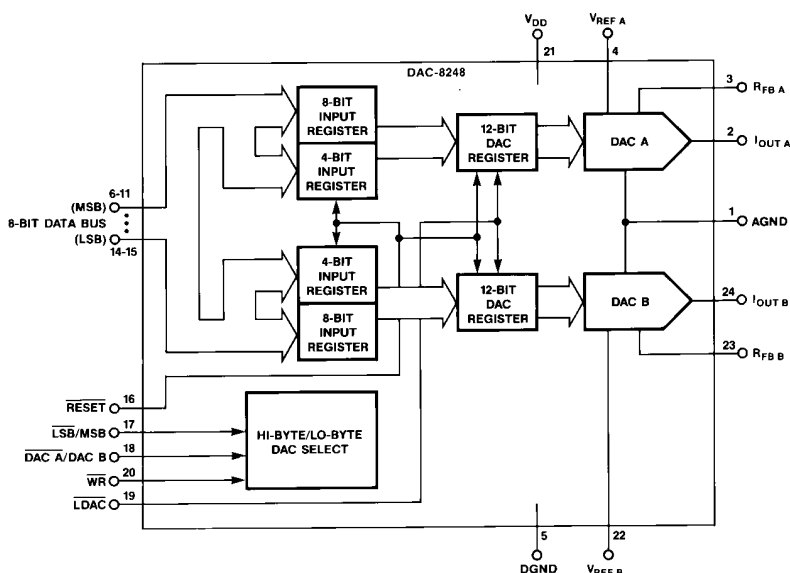 VDD
VREF A
21
4
DAC-8248
3
RFB A
8-BIT
INPUT
REGISTER
4-BIT
INPUT
REGISTER
12-BIT
DAC
REGISTER
DAC A
2
IOUT A
6-11
(MSB)
8-BIT DATA BUS
(LSB)
14-15
1
AGND
4-BIT
INPUT
REGISTER
8-BIT
INPUT
REGISTER
12-BIT
DAC
REGISTER
DAC B
24
IOUT B
23
RFB B
16
RESET
17
LSB/MSB
18
DAC A/DAC B
20
WR
19
LDAC
HI-BYTE/LO-BYTE
DAC SELECT
5
22
DGND
VREF B